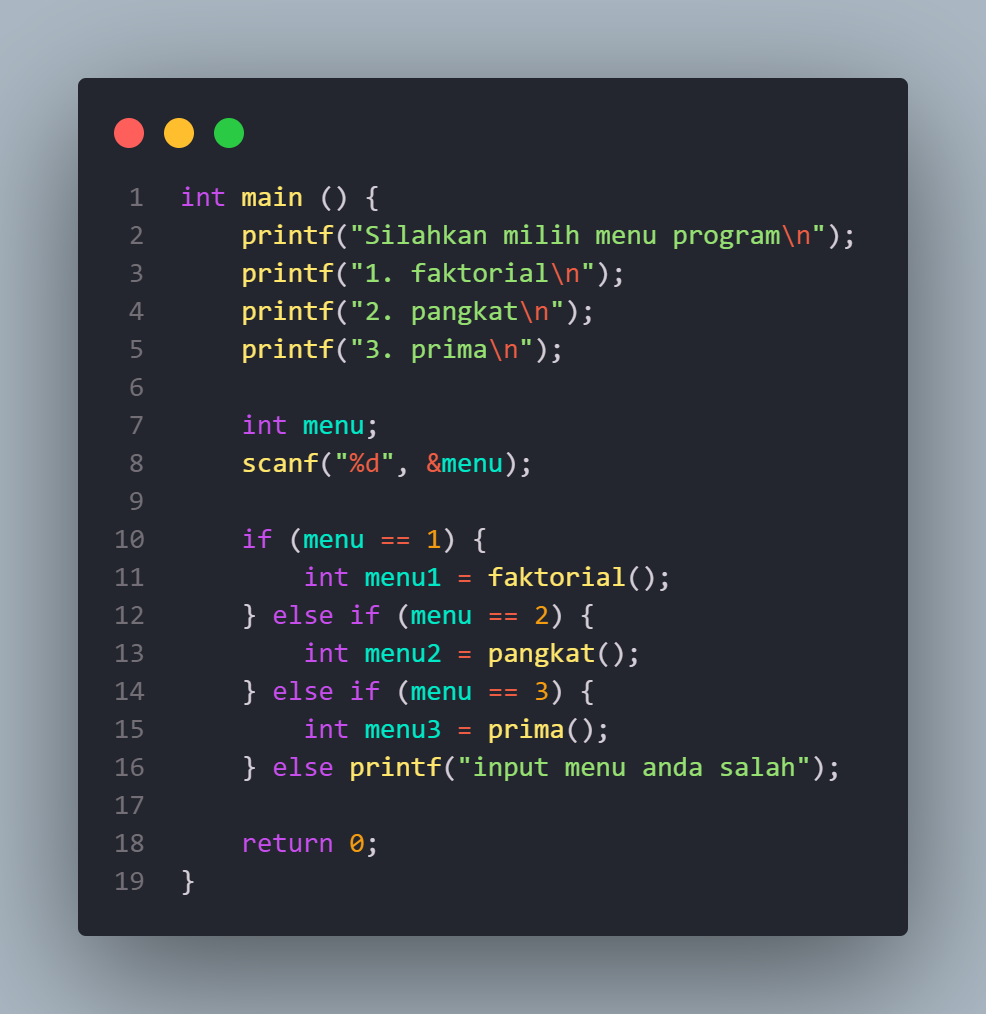 1 int main () {
2     printf("Silahkan milih menu program\n");
3     printf("1. faktorial\n");
4     printf("2. pangkat\n");
5     printf("3. prima\n");
6
7     int menu;
8     scanf("%d", &menu);
9
10     if (menu == 1) {
11         int menu1 = faktorial();
12     } else if (menu == 2) {
13         int menu2 = pangkat();
14     } else if (menu == 3) {
15         int menu3 = prima();
16     } else printf("input menu anda salah");
17
18     return 0;
19 }